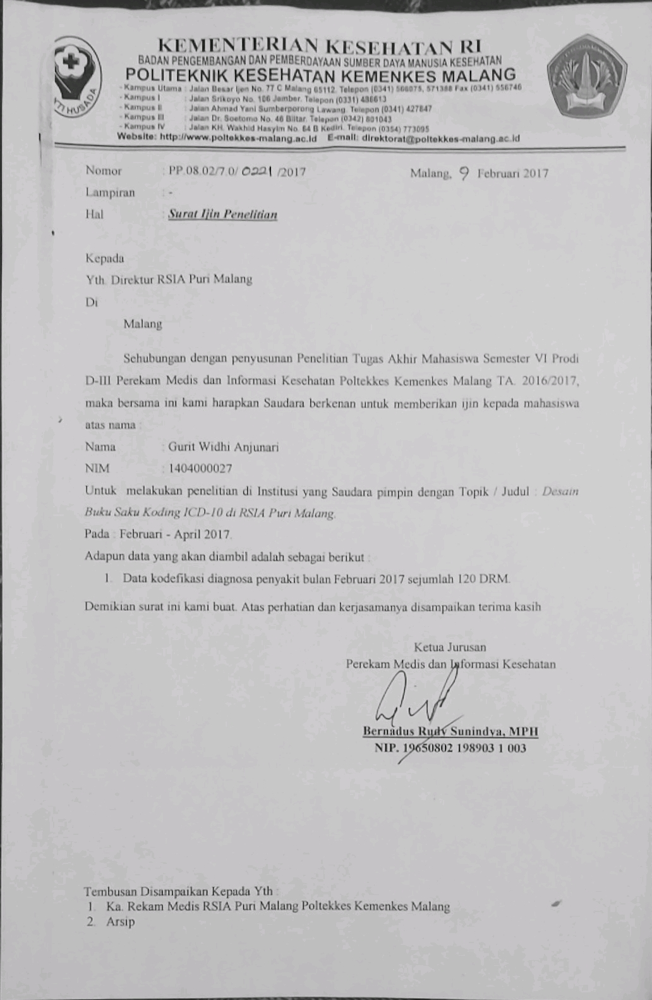 KEMENTERIAN KESEHATAN RI
BADAN PENGEMBANGAN DAN PEMBERDAYAAN SUMBER DAYA MANUSIA KESEHATAN
POLITEKNIK KESEHATAN KEMENKES MALANG
- Kampus Utama : Jalan Besar Ijen No. 77 C Malang 65112. Telepon (0341) 566075, 571388 Fax (0341) 556746
- Kampus I : Jalan Srikoyo No. 106 Jember. Telepon (0331) 486613
- Kampus II : Jalan Ahmad Yani Sumberporong Lawang. Telepon (0341) 427847
- Kampus III : Jalan Dr. Soetomo No. 46 Blitar. Telepon (0342) 801043
- Kampus IV : Jalan KH. Wakhid Hasyim No. 64 B Kediri. Telepon (0354) 773095
Website: http://www.poltekkes-malang.ac.id E-mail: direktorat@poltekkes-malang.ac.id
KTI HUSADA
Nomor : PP.08.02/7.0/ 0221 /2017 Malang, 9 Februari 2017
Lampiran : -
Hal : Surat Ijin Penelitian
Kepada
Yth. Direktur RSIA Puri Malang
Di
Malang
Sehubungan dengan penyusunan Penelitian Tugas Akhir Mahasiswa Semester VI Prodi
D-III Perekam Medis dan Informasi Kesehatan Poltekkes Kemenkes Malang TA. 2016/2017,
maka bersama ini kami harapkan Saudara berkenan untuk memberikan ijin kepada mahasiswa
atas nama :
Nama : Gurit Widhi Anjunari
NIM : 1404000027
Untuk melakukan penelitian di Institusi yang Saudara pimpin dengan Topik / Judul : Desain
Buku Saku Koding ICD-10 di RSIA Puri Malang.
Pada : Februari - April 2017.
Adapun data yang akan diambil adalah sebagai berikut :
1. Data kodefikasi diagnosa penyakit bulan Februari 2017 sejumlah 120 DRM.
Demikian surat ini kami buat. Atas perhatian dan kerjasamanya disampaikan terima kasih
Ketua Jurusan
Perekam Medis dan Informasi Kesehatan
Bernadus Rudy Sunindya, MPH
NIP. 19650802 198903 1 003
Tembusan Disampaikan Kepada Yth :
1. Ka. Rekam Medis RSIA Puri Malang Poltekkes Kemenkes Malang
2. Arsip